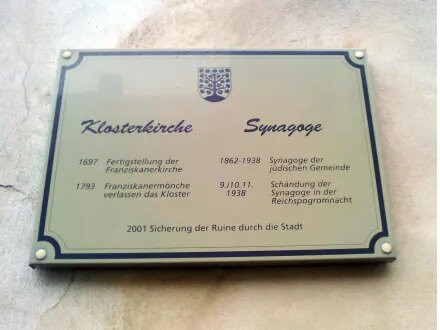 Klosterkirche
1697 Fertigstellung der
Franziskanerkirche
1793 Franziskanermönche
verlassen das Kloster
Synagoge
1862-1938 Synagoge der
jüdischen Gemeinde
9./10.11. Schändung der
1938 Synagoge in der
Reichspogromnacht
2001 Sicherung der Ruine durch die Stadt